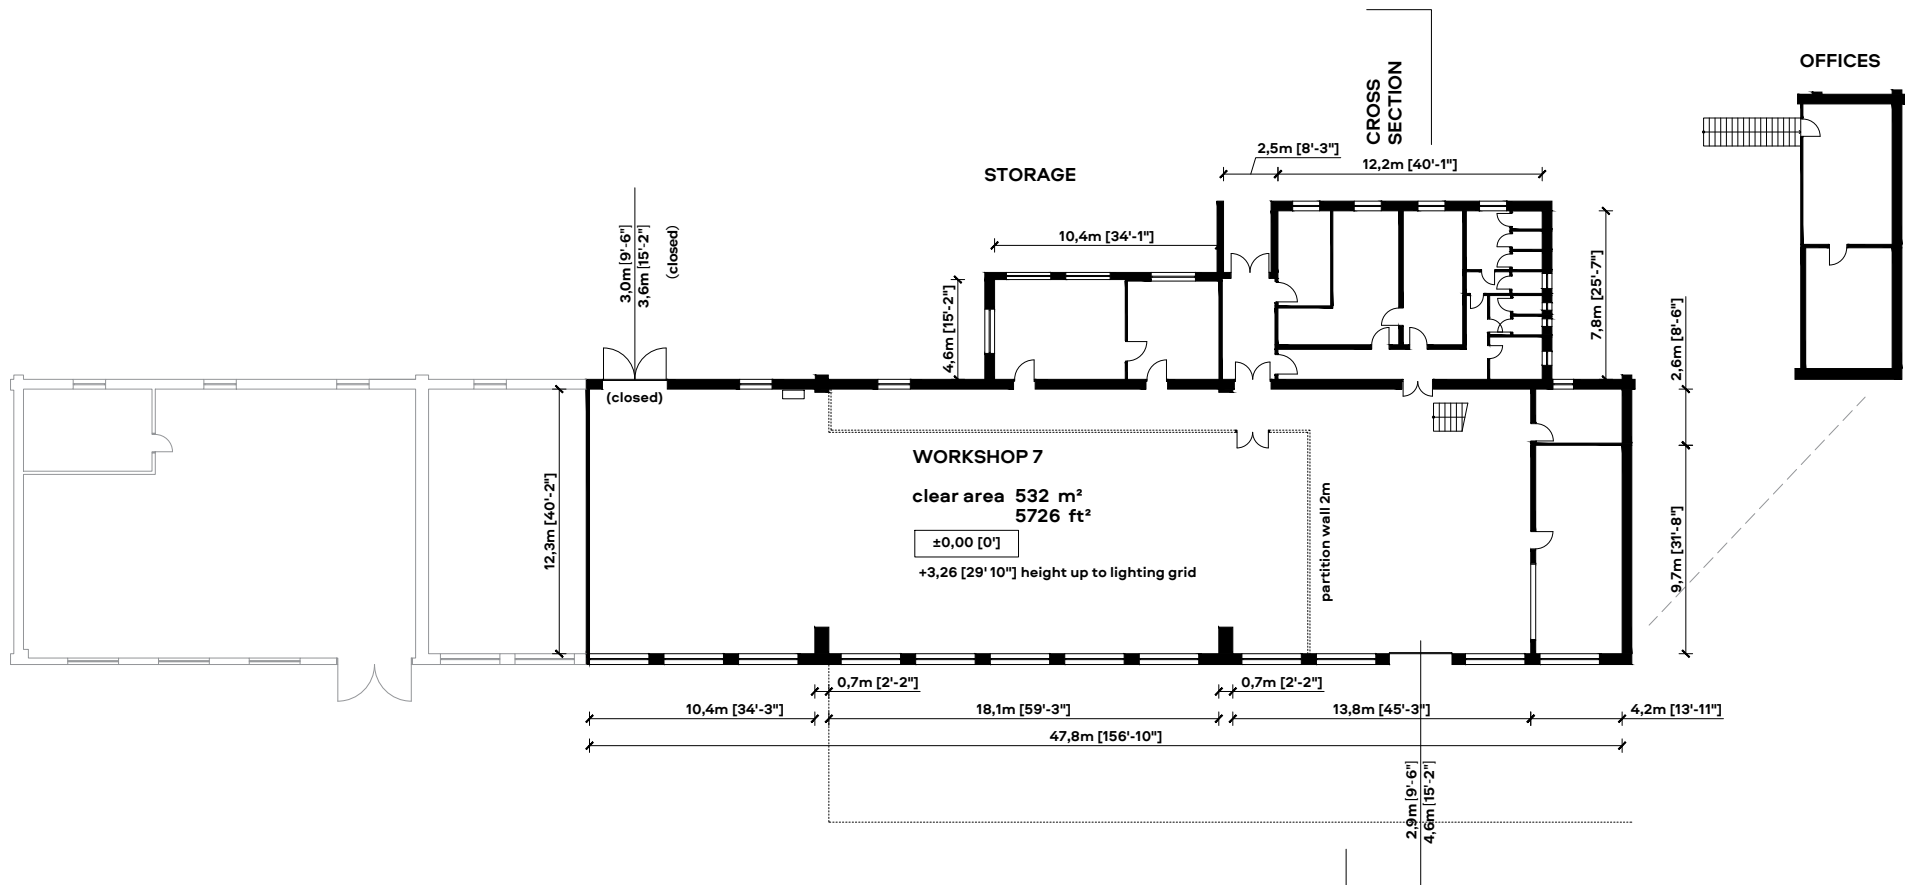 OFFICES
CROSS
SECTION
2,5m [8'-3"]
12,2m [40'-1"]
STORAGE
10,4m [34'-1"]
3,0m [9'-6"]
3,6m [15'-2"]
(closed)
4,6m [15'-2"]
7,8m [25'-7"]
2,6m [8'-6"]
(closed)
WORKSHOP 7
clear area 532 m²
5726 ft²
±0,00 [0']
+3,26 [29' 10"] height up to lighting grid
12,3m [40'-2"]
partition wall 2m
9,7m [31'-8"]
0,7m [2'-2"]
0,7m [2'-2"]
10,4m [34'-3"]
18,1m [59'-3"]
13,8m [45'-3"]
4,2m [13'-11"]
47,8m [156'-10"]
2,9m [9'-6"]
4,6m [15'-2"]